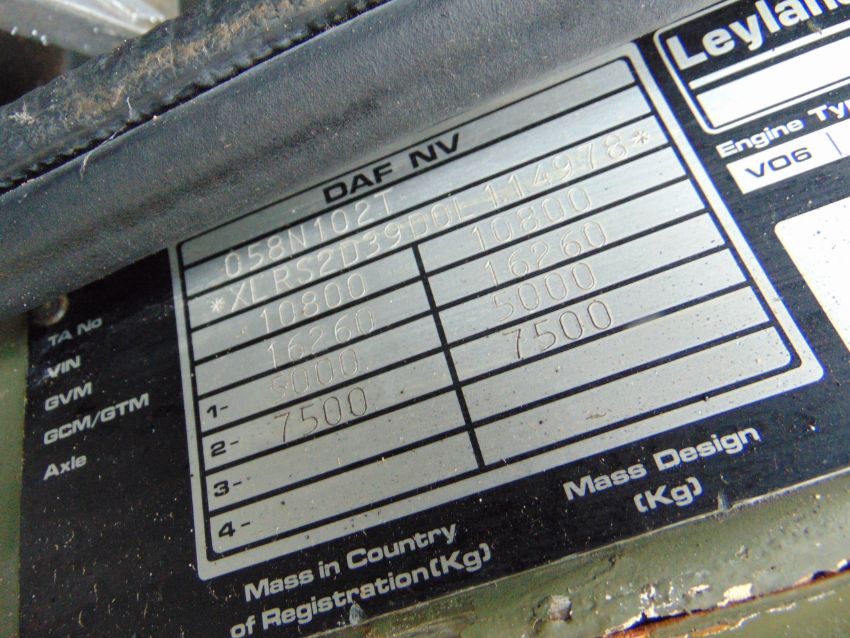 Leylan
Engine Typ
V06
DAF NV
TA No 058N102T
VIN *XLRS2D39D0L114978*
GVM 10800 10800
GCM/GTM 16260 16260
Axle 1- 5000 5000
2- 7500 7500
3-
4-
Mass in Country of Registration(Kg)
Mass Design (Kg)